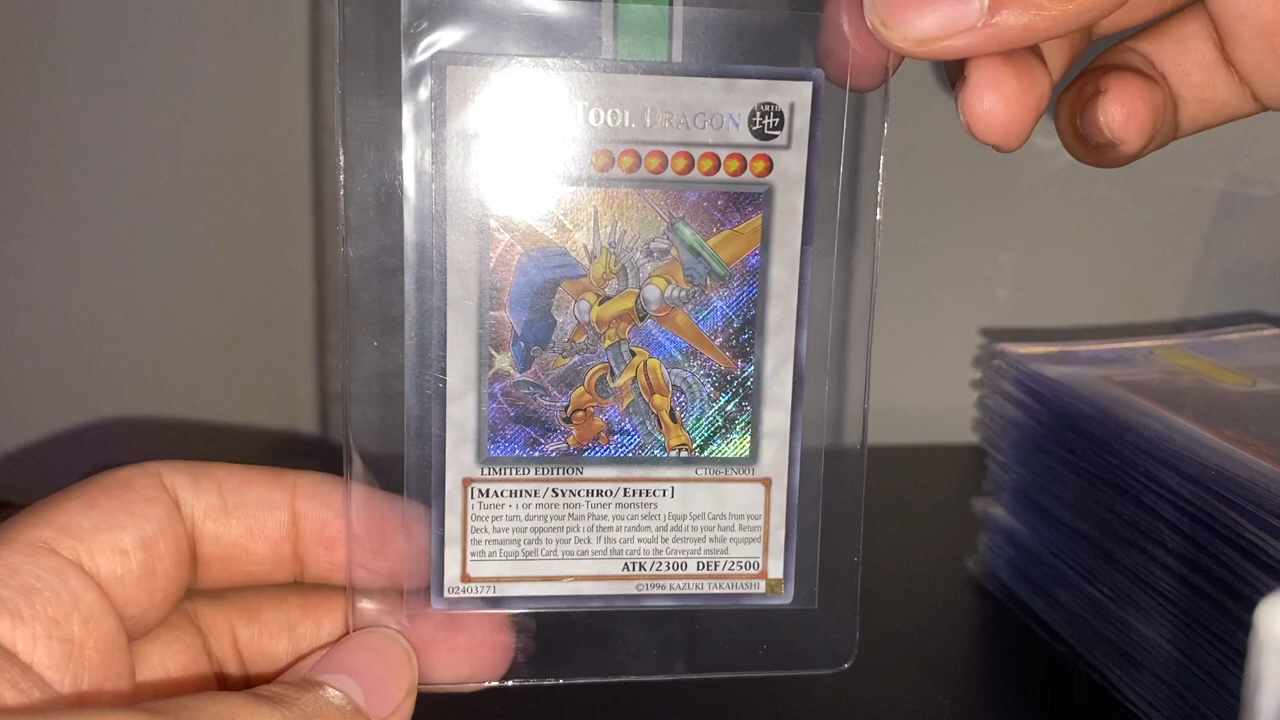 TOOL DRAGON
EARTH
地
LIMITED EDITION
CT06-EN001
[MACHINE/SYNCHRO/EFFECT]
1 Tuner + 1 or more non-Tuner monsters
Once per turn, during your Main Phase, you can select 3 Equip Spell Cards from your
Deck, have your opponent pick 1 of them at random, and add it to your hand. Return
the remaining cards to your Deck. If this card would be destroyed while equipped
with an Equip Spell Card, you can send that card to the Graveyard instead.
ATK/2300 DEF/2500
02403771
©1996 KAZUKI TAKAHASHI